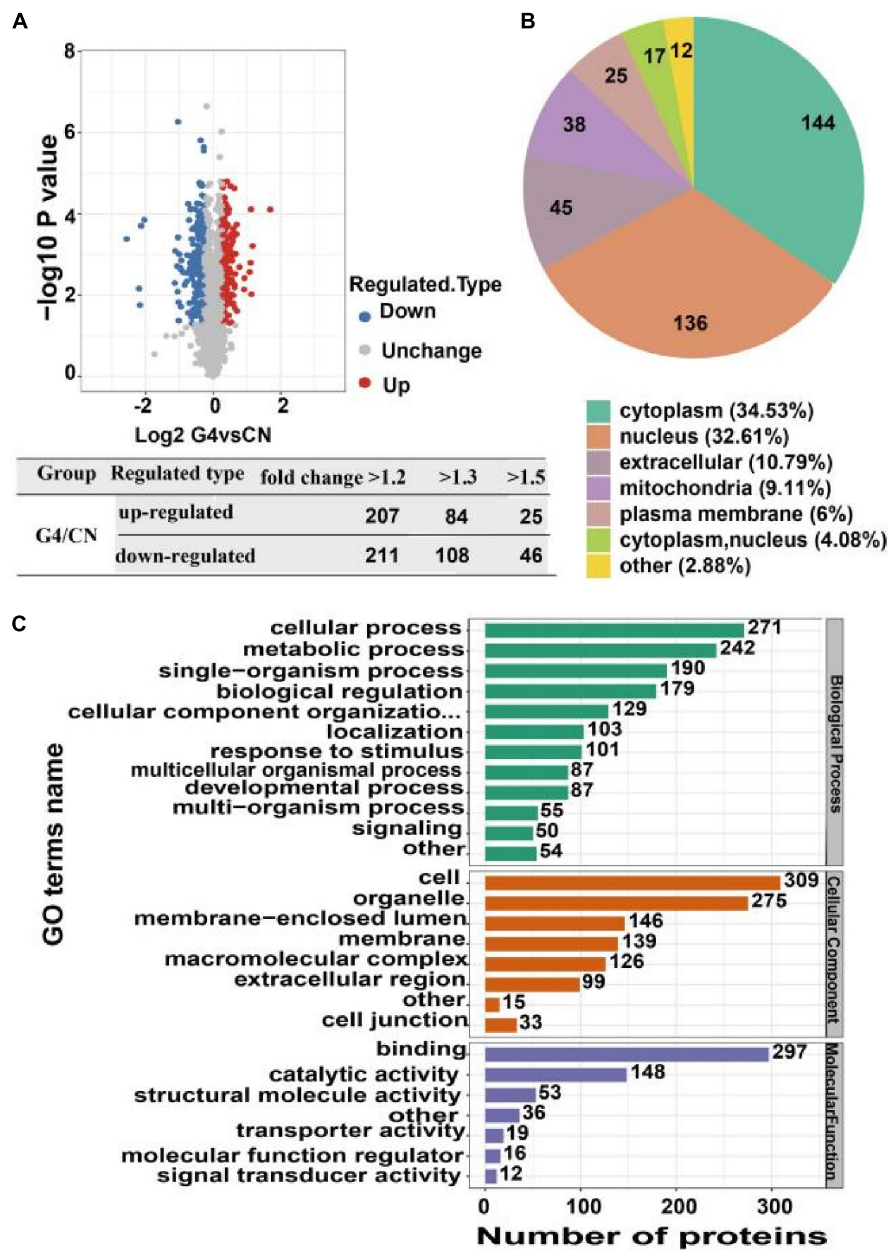 A
8
6
4
2
0
−log10 P value
-2
0
2
Log2 G4vsCN
Regulated.Type
Down
Unchange
Up
Group Regulated type fold change >1.2 >1.3 >1.5
G4/CN
up-regulated 207 84 25
down-regulated 211 108 46
B
144
136
45
38
25
17
12
cytoplasm (34.53%)
nucleus (32.61%)
extracellular (10.79%)
mitochondria (9.11%)
plasma membrane (6%)
cytoplasm,nucleus (4.08%)
other (2.88%)
C
GO terms name
cellular process 271
metabolic process 242
single−organism process 190
biological regulation 179
cellular component organizatio... 129
localization 103
response to stimulus 101
multicellular organismal process 87
developmental process 87
multi−organism process 55
signaling 50
other 54
Biological Process
cell 309
organelle 275
membrane−enclosed lumen 146
membrane 139
macromolecular complex 126
extracellular region 99
other 15
cell junction 33
Cellular Component
binding 297
catalytic activity 148
structural molecule activity 53
other 36
transporter activity 19
molecular function regulator 16
signal transducer activity 12
MolecularFunction
0 100 200 300
Number of proteins